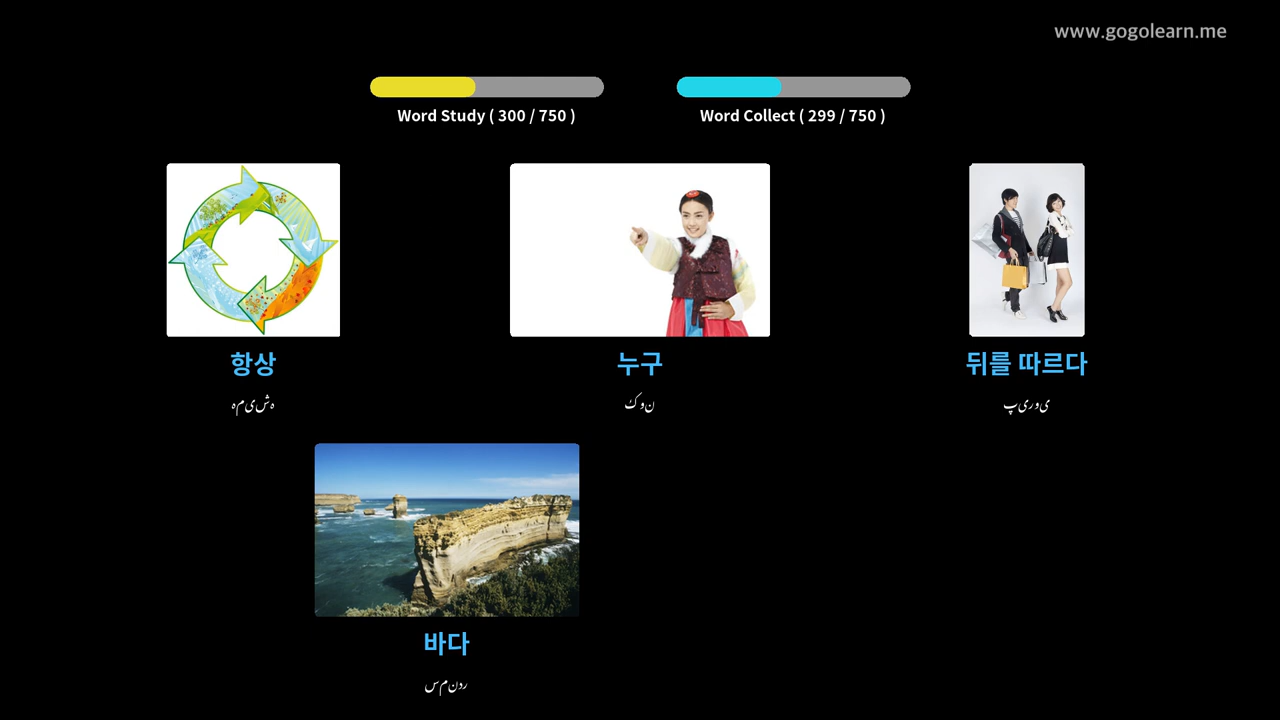 www.gogolearn.me
Word Study ( 300 / 750 )
Word Collect ( 299 / 750 )
항상
누구
뒤를 따르다
ہمیشہ
کون
پیروی
바다
سمندر